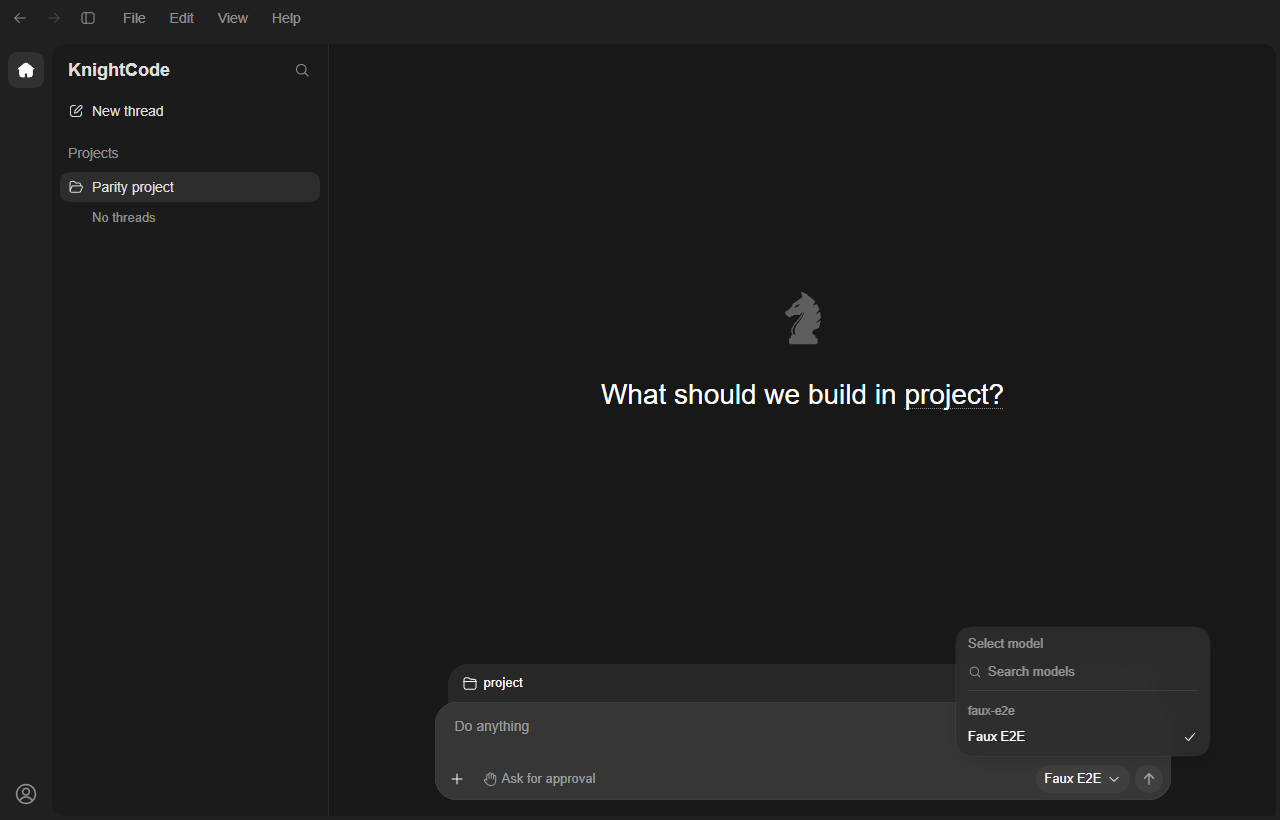 File Edit View Help
KnightCode
New thread
Projects
Parity project
No threads
What should we build in project?
Select model
Search models
faux-e2e
Faux E2E
project
Do anything
Ask for approval
Faux E2E